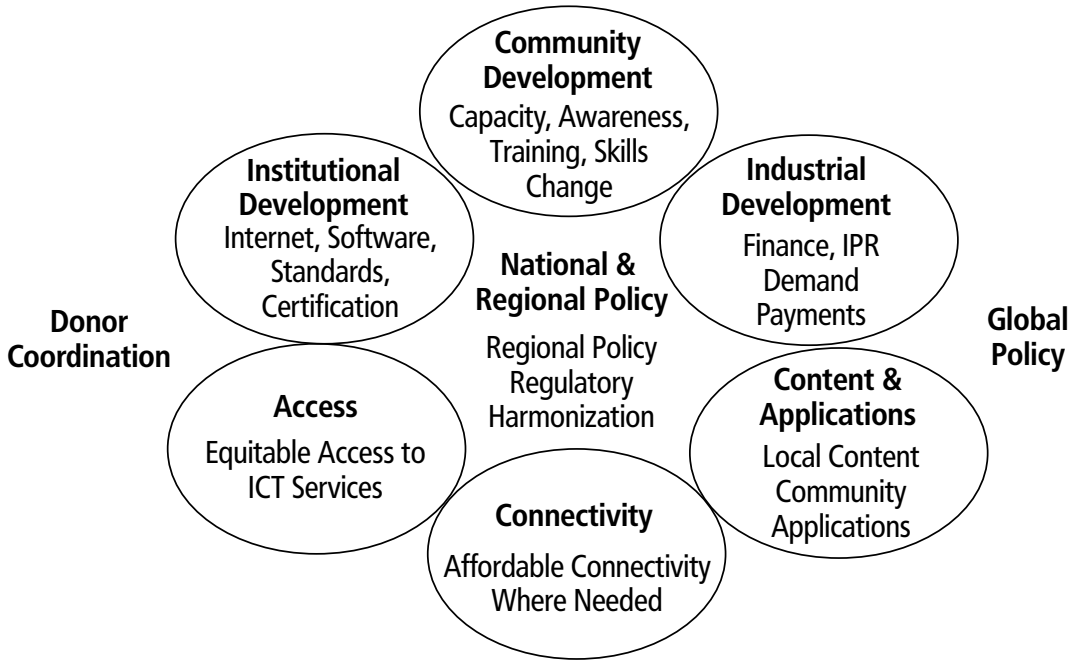 Community
Development
Capacity, Awareness,
Training, Skills
Change
Institutional
Development
Internet, Software,
Standards,
Certification
Industrial
Development
Finance, IPR
Demand
Payments
National &
Regional Policy
Regional Policy
Regulatory
Harmonization
Donor
Coordination
Global
Policy
Access
Equitable Access to
ICT Services
Content &
Applications
Local Content
Community
Applications
Connectivity
Affordable Connectivity
Where Needed